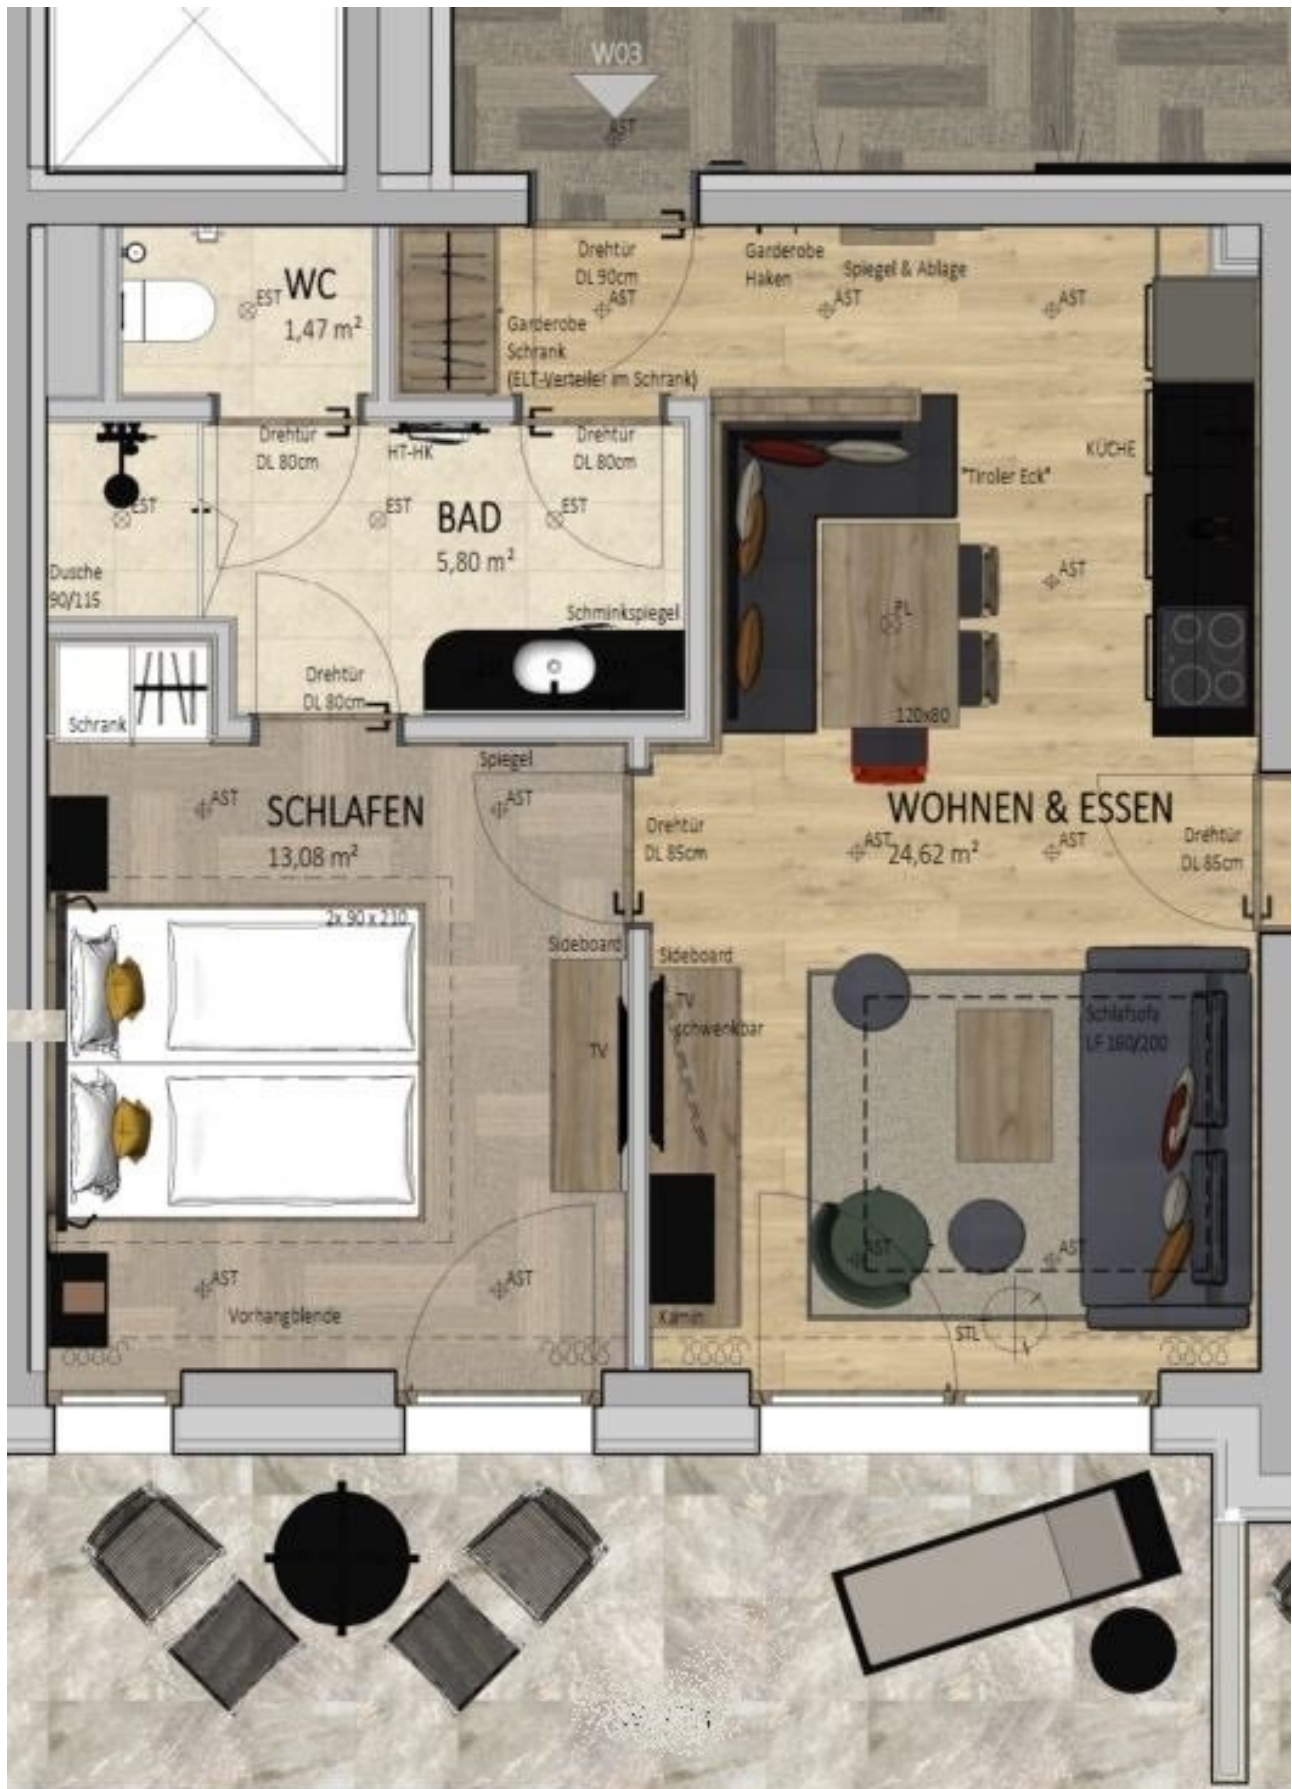 W03
AST
Drehtür
DL 90cm
AST
Garderobe
Haken
Spiegel & Ablage
AST
AST
WC
1,47 m²
EST
Garderobe
Schrank
(ELT-Verteiler im Schrank)
Drehtür
DL 80cm
HT-HK
Drehtür
DL 80cm
KÜCHE
"Tiroler Eck"
EST
EST
BAD
5,80 m²
EST
AST
Dusche
90/115
Schminkspiegel
PL
Drehtür
DL 80cm
Schrank
120x80
Spiegel
AST
SCHLAFEN
13,08 m²
AST
Drehtür
DL 85cm
WOHNEN & ESSEN
AST
24,62 m²
AST
Drehtür
DL 85cm
2x 90 x 210
Sideboard
Sideboard
TV
schwenkbar
Schlafsofa
LF 160/200
TV
AST
AST
AST
AST
Vorhangblende
Kamin
STL